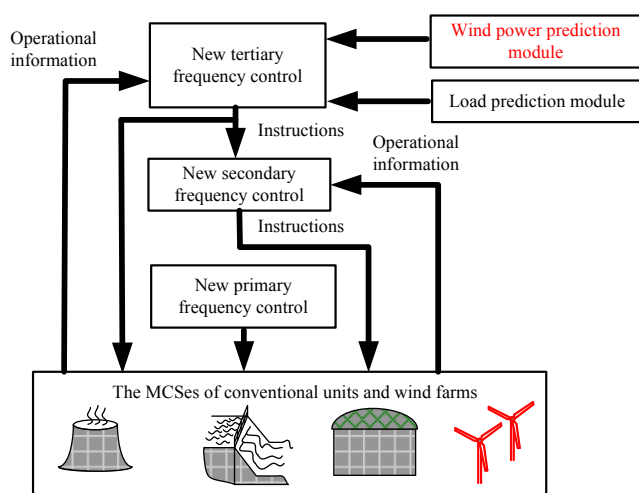 Operational
information
New tertiary
frequency control
Wind power prediction
module
Load prediction module
Instructions
Operational
information
New secondary
frequency control
Instructions
New primary
frequency control
The MCSes of conventional units and wind farms